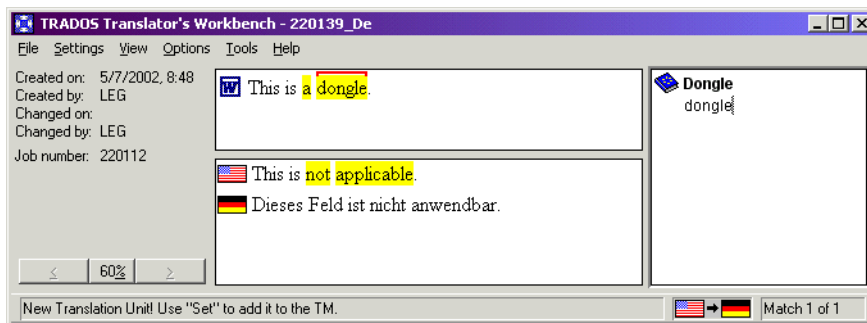 TRADOS Translator's Workbench - 220139_De
File Settings View Options Tools Help
Created on: 5/7/2002, 8:48
Created by: LEG
Changed on:
Changed by: LEG
Job number: 220112
This is a dongle.
This is not applicable.
Dieses Feld ist nicht anwendbar.
Dongle
dongle
< 60% >
New Translation Unit! Use "Set" to add it to the TM.
Match 1 of 1